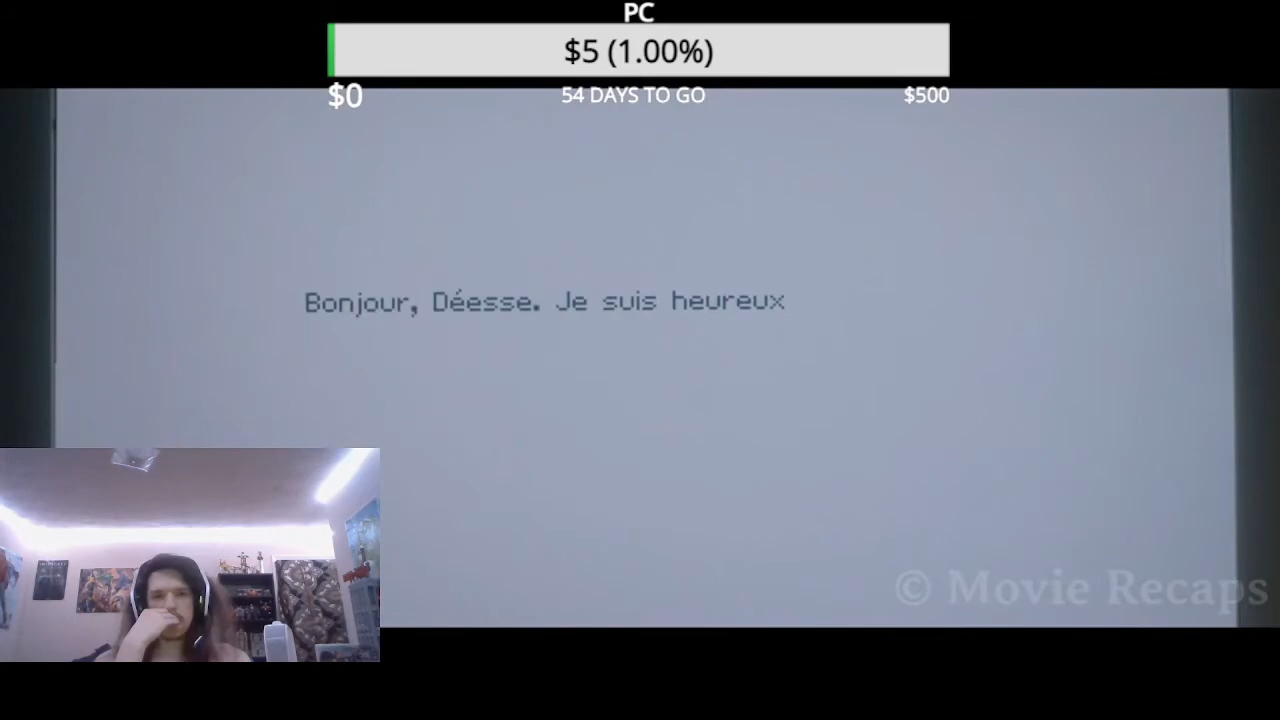 PC
$5 (1.00%)
$0
54 DAYS TO GO
$500
Bonjour, Déesse. Je suis heureux
© Movie Recaps